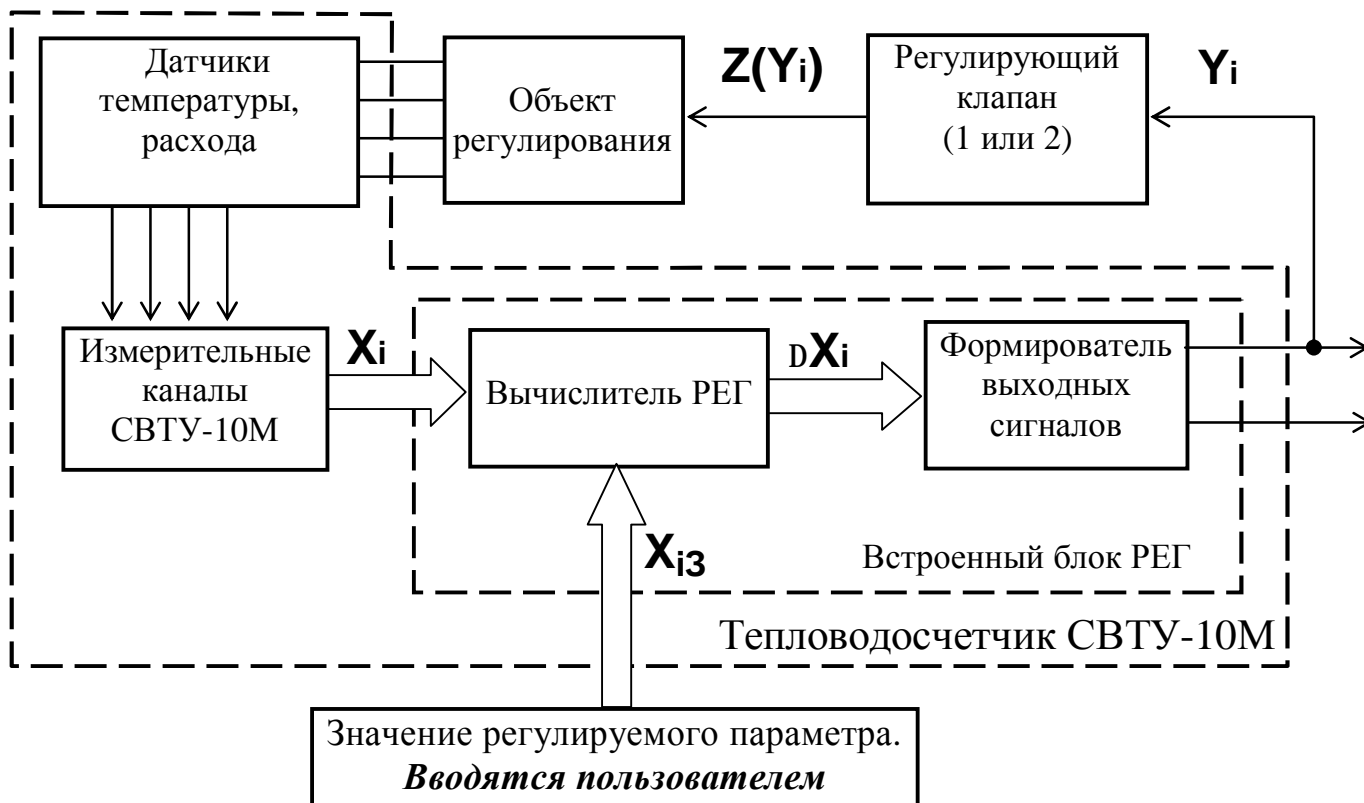 Датчики
температуры,
расхода
Объект
регулирования
Z(Yi)
Регулирующий
клапан
(1 или 2)
Yi
Измерительные
каналы
СВТУ-10М
Xi
Вычислитель РЕГ
DXi
Формирователь
выходных
сигналов
Xi3
Встроенный блок РЕГ
Тепловодосчетчик СВТУ-10М
Значение регулируемого параметра.
Вводятся пользователем